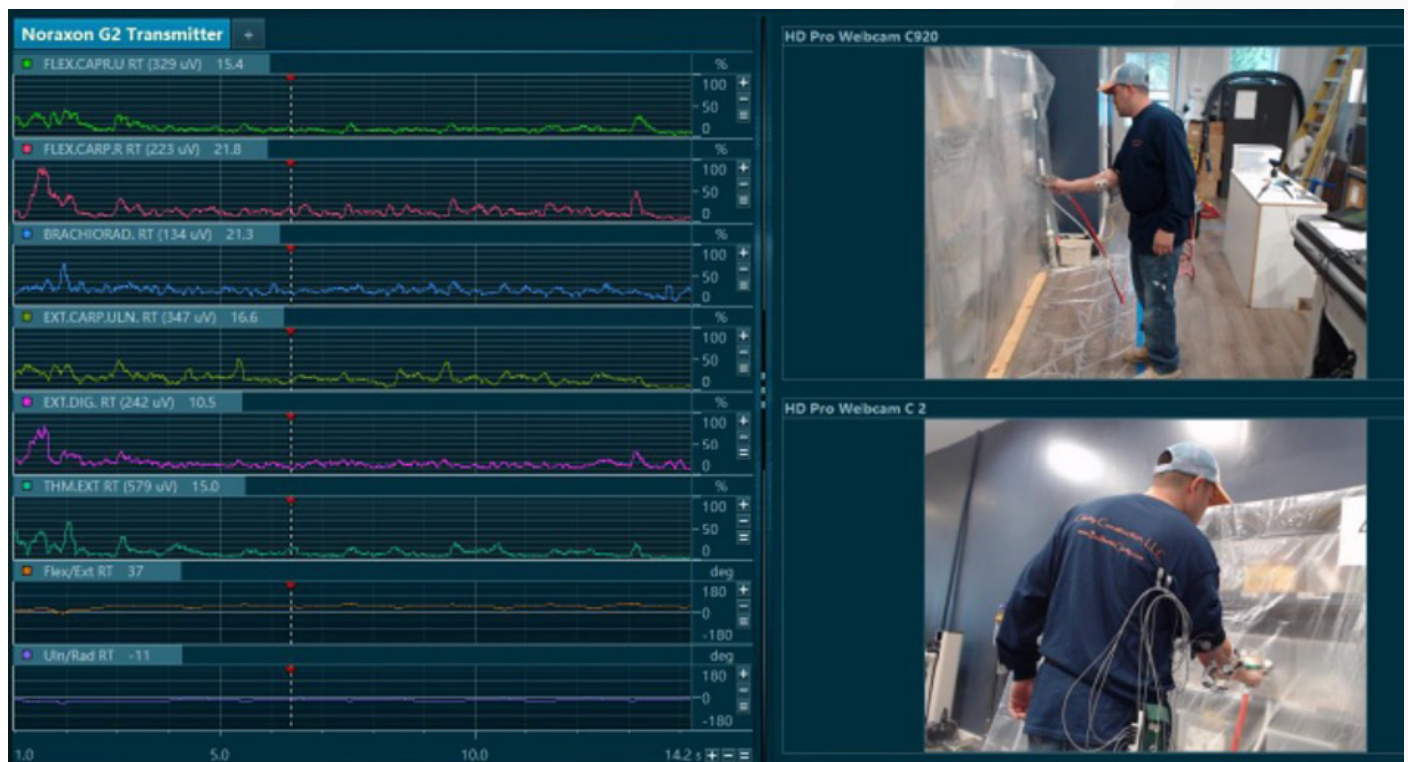 Noraxon G2 Transmitter +
FLEX.CAPR.U RT (329 uV) 15.4 %
100
50
0
FLEX.CARP.R RT (223 uV) 21.8 %
100
50
0
BRACHIORAD. RT (134 uV) 21.3 %
100
50
0
EXT.CARP.ULN. RT (347 uV) 16.6 %
100
50
0
EXT.DIG. RT (242 uV) 10.5 %
100
50
0
THM.EXT RT (579 uV) 15.0 %
100
50
0
Flex/Ext RT 37 deg
180
0
-180
Uln/Rad RT -11 deg
180
0
-180
1.0 5.0 10.0 14.2 s
HD Pro Webcam C920
HD Pro Webcam C 2
Construction LLC